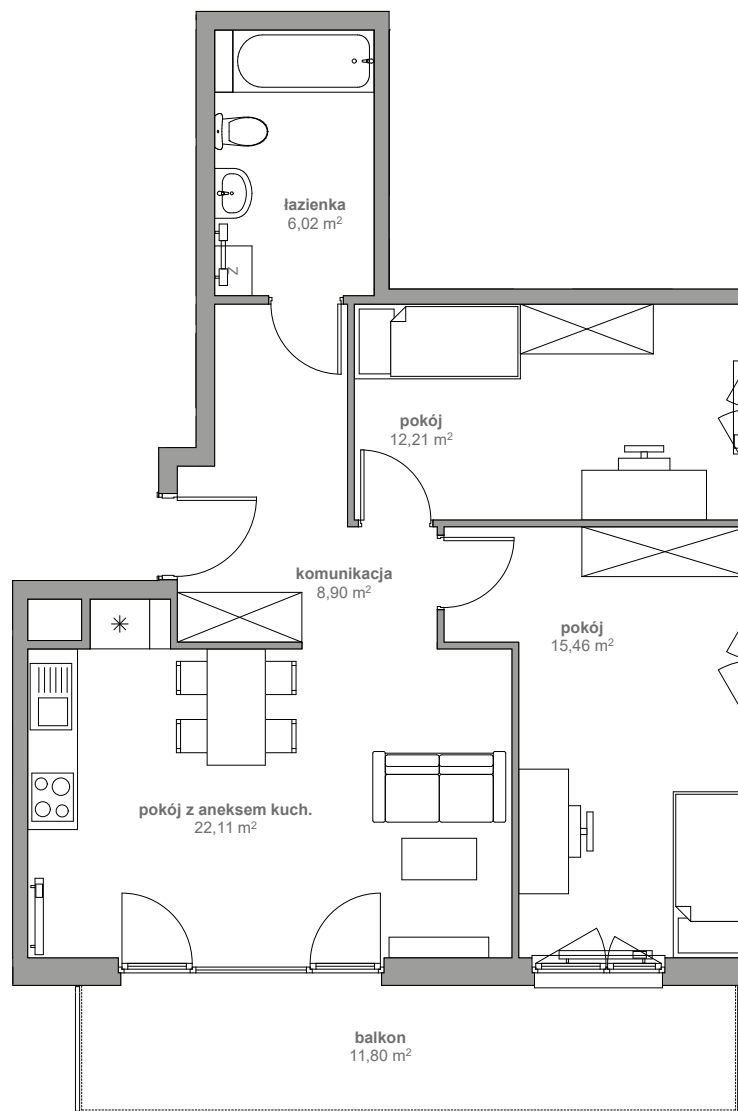 łazienka
6,02 m²
Z
pokój
12,21 m²
komunikacja
8,90 m²
pokój
15,46 m²
pokój z aneksem kuch.
22,11 m²
balkon
11,80 m²